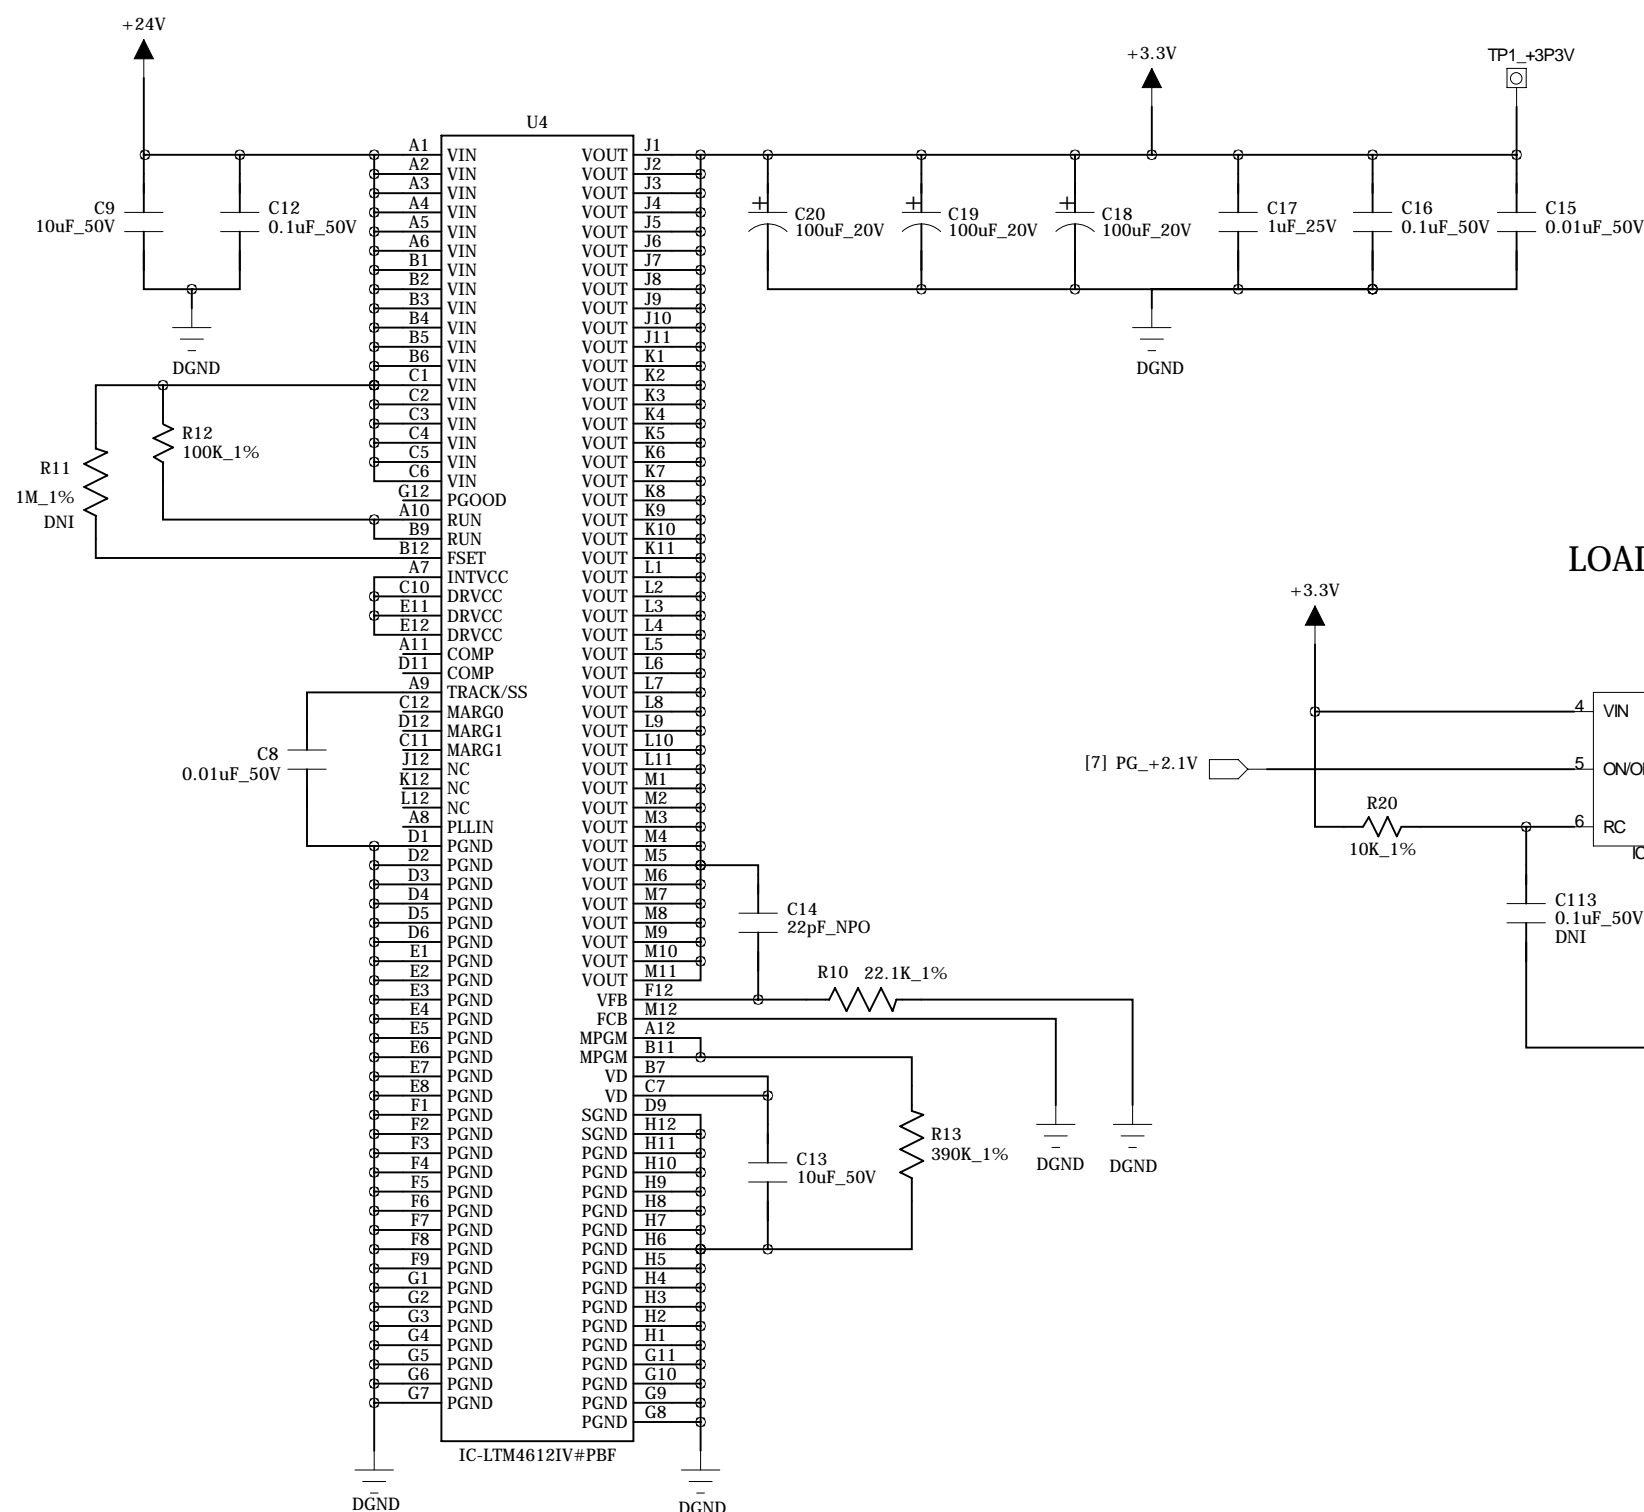 +24V
+3.3V
TP1_+3P3V
U4
C9
10uF_50V
C12
0.1uF_50V
DGND
C20
100uF_20V
C19
100uF_20V
C18
100uF_20V
C17
1uF_25V
C16
0.1uF_50V
C15
0.01uF_50V
DGND
R12
100K_1%
R11
1M_1%
DNI
C8
0.01uF_50V
A1 VIN VOUT J1
A2 VIN VOUT J2
A3 VIN VOUT J3
A4 VIN VOUT J4
A5 VIN VOUT J5
A6 VIN VOUT J6
B1 VIN VOUT J7
B2 VIN VOUT J8
B3 VIN VOUT J9
B4 VIN VOUT J10
B5 VIN VOUT J11
B6 VIN VOUT K1
C1 VIN VOUT K2
C2 VIN VOUT K3
C3 VIN VOUT K4
C4 VIN VOUT K5
C5 VIN VOUT K6
C6 VIN VOUT K7
G12 PGOOD VOUT K8
A10 RUN VOUT K9
B9 RUN VOUT K10
B12 FSET VOUT K11
A7 INTVCC VOUT L1
C10 DRVCC VOUT L2
E11 DRVCC VOUT L3
E12 DRVCC VOUT L4
A11 COMP VOUT L5
D11 COMP VOUT L6
A9 TRACK/SS VOUT L7
C12 MARG0 VOUT L8
D12 MARG1 VOUT L9
C11 MARG1 VOUT L10
J12 NC VOUT L11
K12 NC VOUT M1
L12 NC VOUT M2
A8 PLLIN VOUT M3
D1 PGND VOUT M4
D2 PGND VOUT M5
D3 PGND VOUT M6
D4 PGND VOUT M7
D5 PGND VOUT M8
D6 PGND VOUT M9
E1 PGND VOUT M10
E2 PGND VOUT M11
E3 PGND VFB F12
E4 PGND FCB M12
E5 PGND MPGM A12
E6 PGND MPGM B11
E7 PGND VD B7
E8 PGND VD C7
F1 PGND SGND D9
F2 PGND SGND H12
F3 PGND PGND H11
F4 PGND PGND H10
F5 PGND PGND H9
F6 PGND PGND H8
F7 PGND PGND H7
F8 PGND PGND H6
F9 PGND PGND H5
G1 PGND PGND H4
G2 PGND PGND H3
G3 PGND PGND H2
G4 PGND PGND H1
G5 PGND PGND G11
G6 PGND PGND G10
G7 PGND PGND G9
PGND G8
IC-LTM4612IV#PBF
DGND
DGND
C14
22pF_NPO
R10 22.1K_1%
C13
10uF_50V
R13
390K_1%
DGND
DGND
LOA
+3.3V
4 VIN
[7] PG_+2.1V
5 ON/O
R20
10K_1%
6 RC
C113
0.1uF_50V
DNI